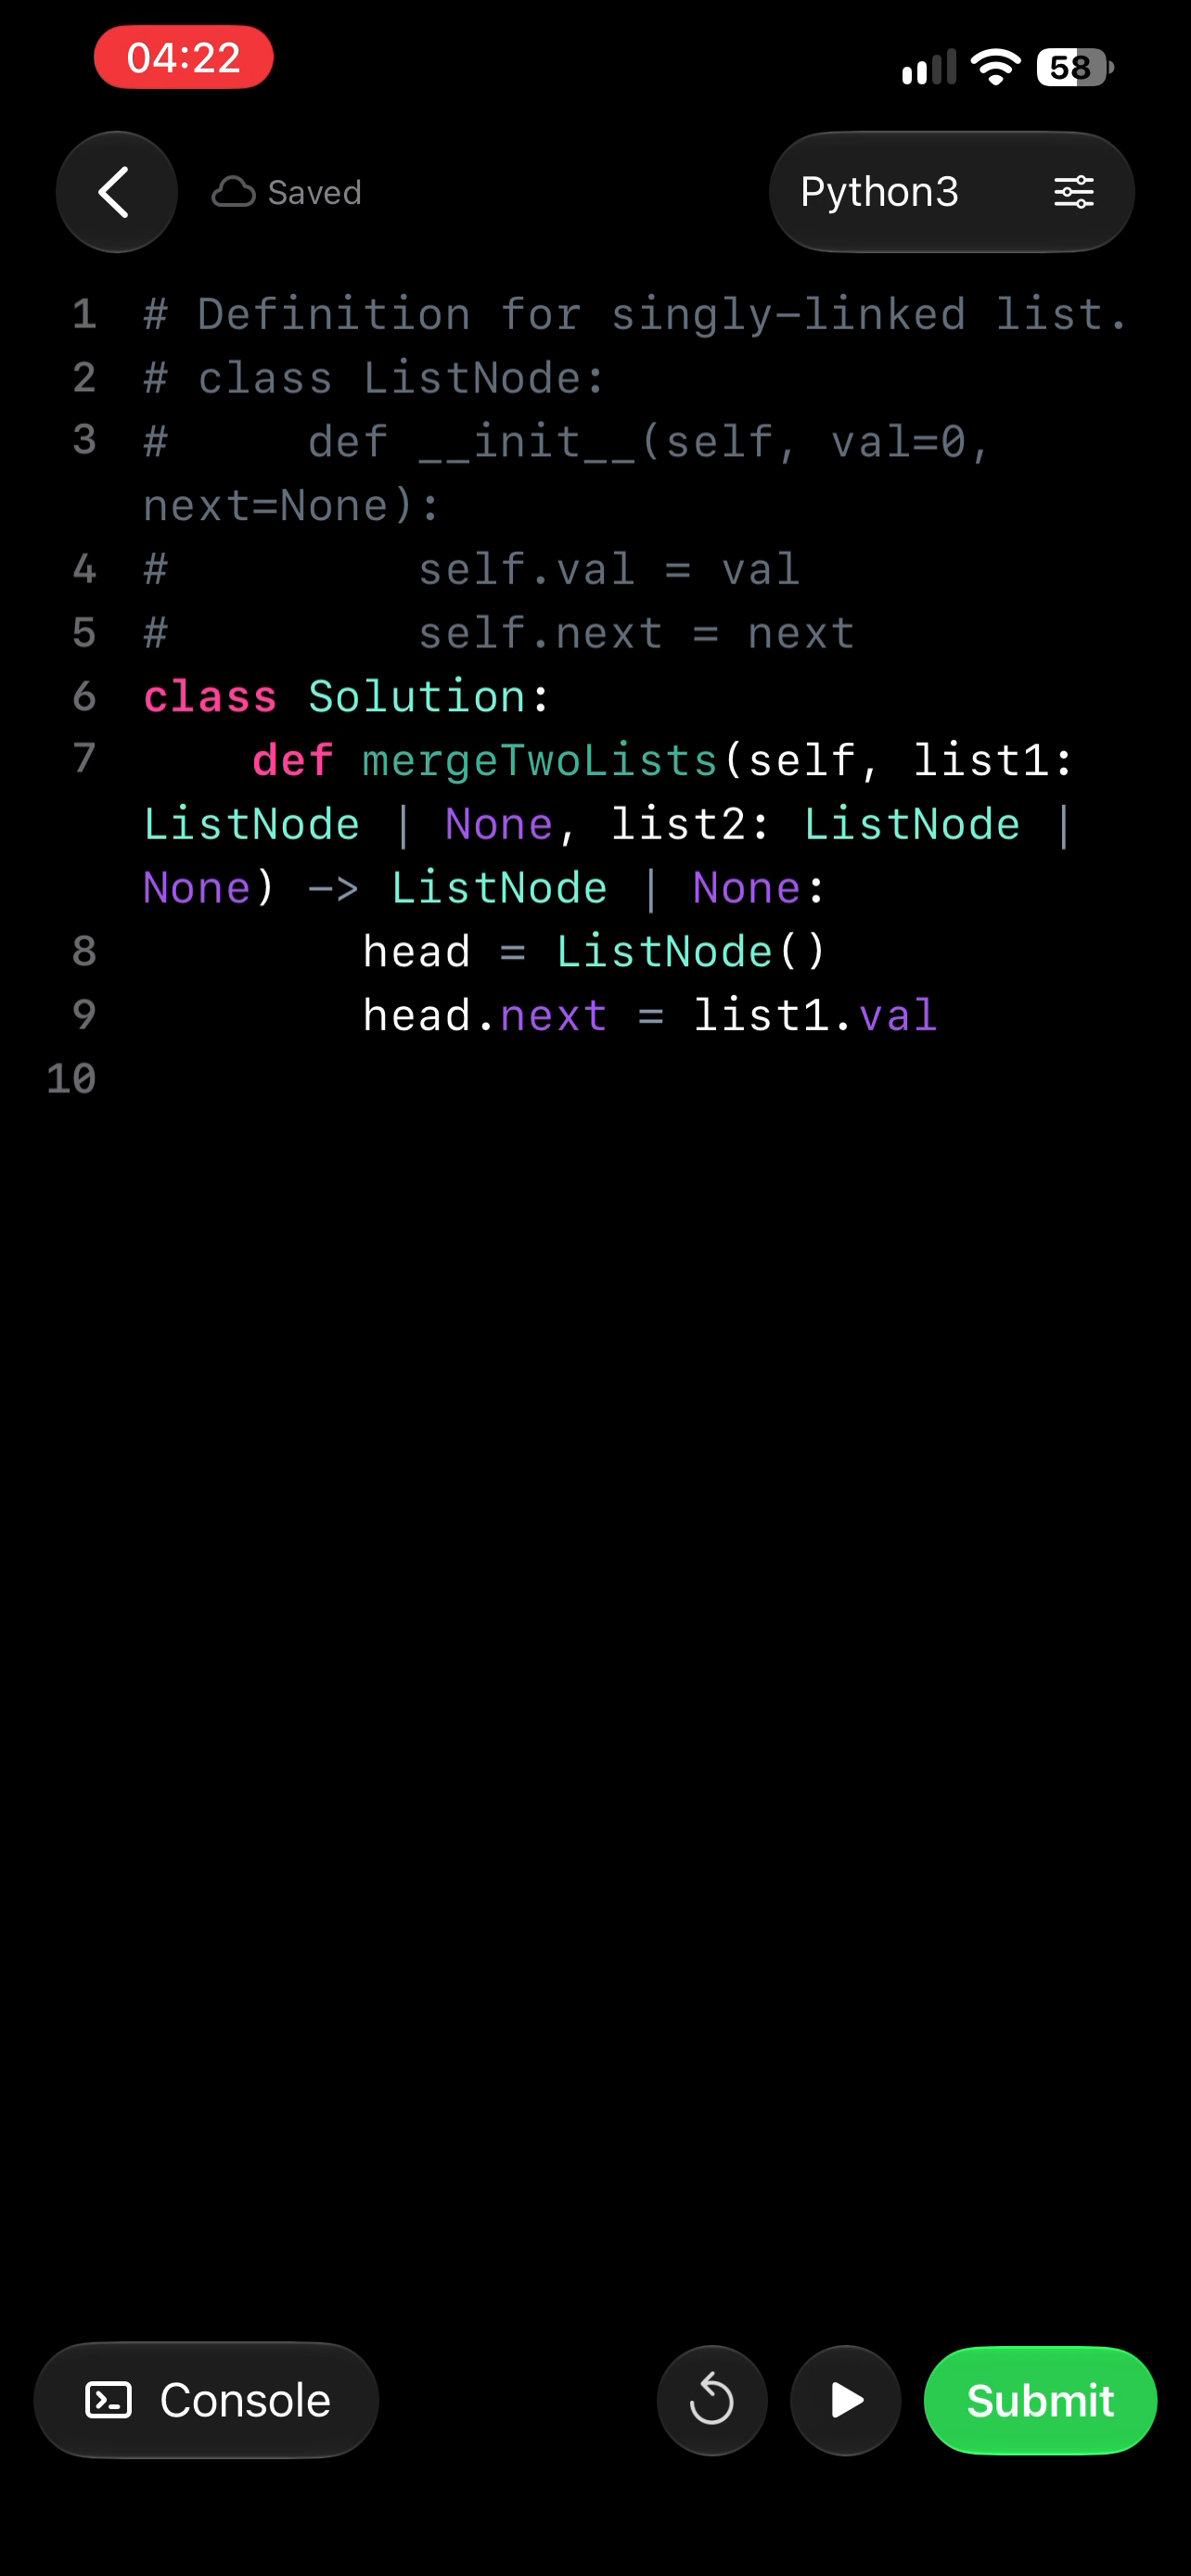 04:22
58
Saved
Python3
1 # Definition for singly-linked list.
2 # class ListNode:
3 #     def __init__(self, val=0,
next=None):
4 #         self.val = val
5 #         self.next = next
6 class Solution:
7     def mergeTwoLists(self, list1:
ListNode | None, list2: ListNode |
None) -> ListNode | None:
8         head = ListNode()
9         head.next = list1.val
10
Console
Submit